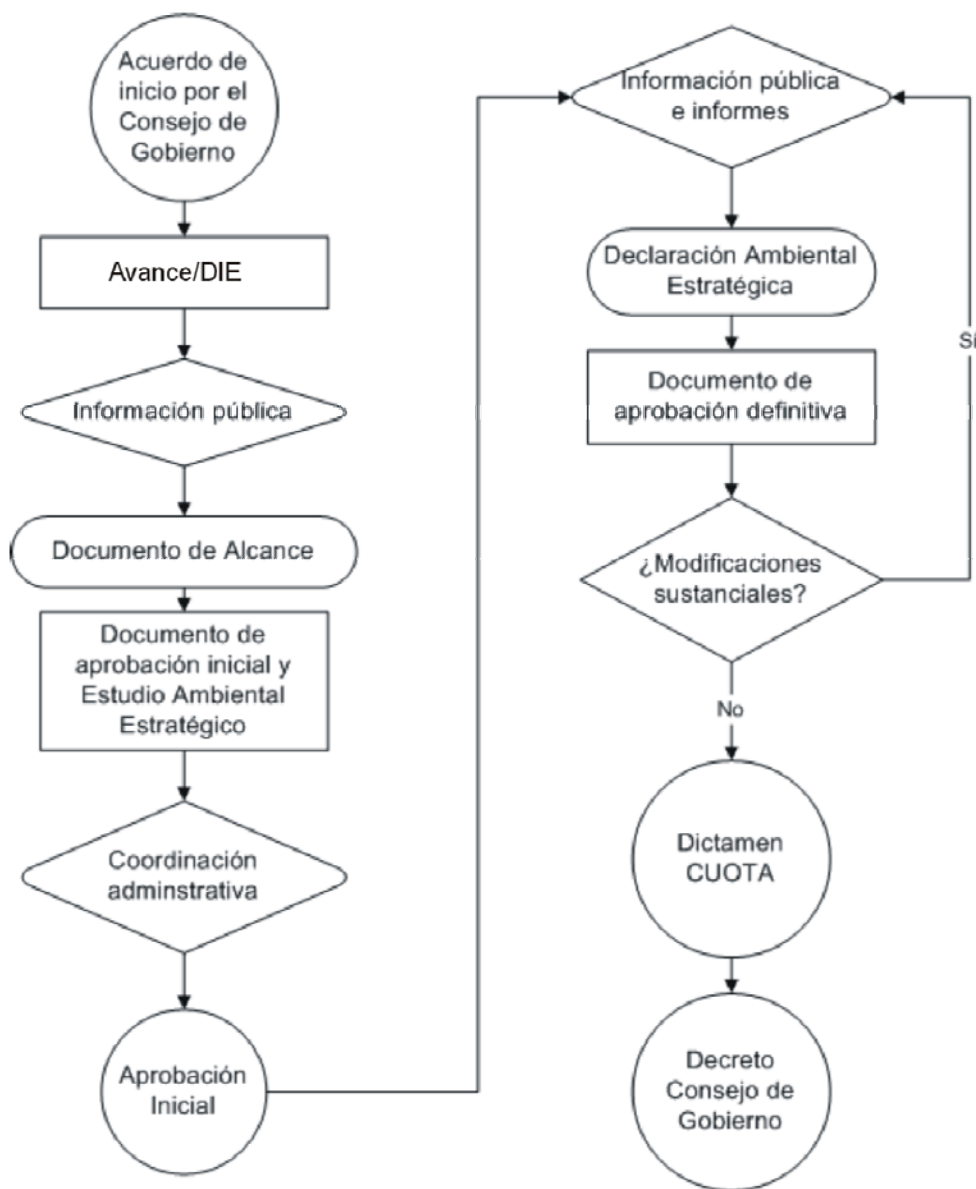 Acuerdo de
inicio por el
Consejo de
Gobierno
Avance/DIE
Información pública
Documento de Alcance
Documento de
aprobación inicial y
Estudio Ambiental
Estratégico
Coordinación
adminstrativa
Aprobación
Inicial
Información pública
e informes
Declaración Ambiental
Estratégica
Documento de
aprobación definitiva
¿Modificaciones
sustanciales?
Sí
No
Dictamen
CUOTA
Decreto
Consejo de
Gobierno